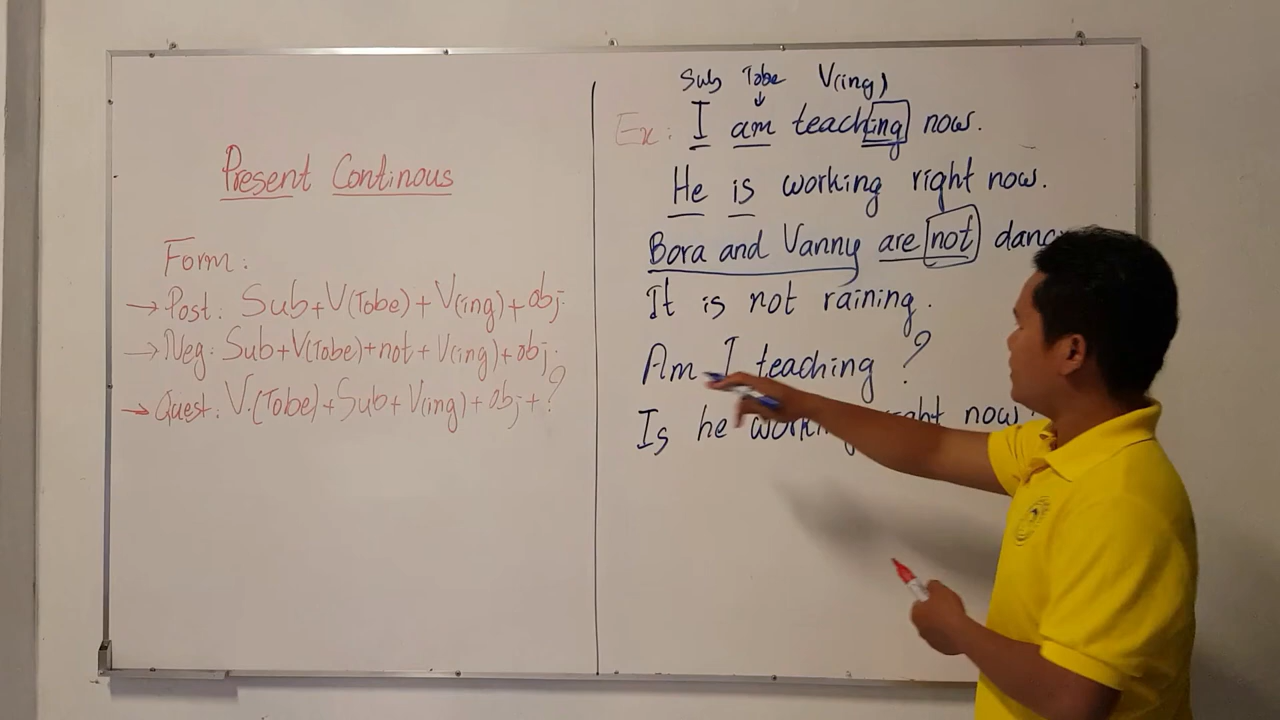 Present Continous
Form:
→ Post: Sub+V(Tobe)+V(ing)+obj.
→ Neg: Sub+V(Tobe)+not+V(ing)+obj.
→ Quest: V.(Tobe)+Sub+V(ing)+obj+?
Sub Tobe V(ing)
Ex: I am teaching now.
He is working right now.
Bora and Vanny are not
It is not raining.
Am I teaching ?
Is he working right now?